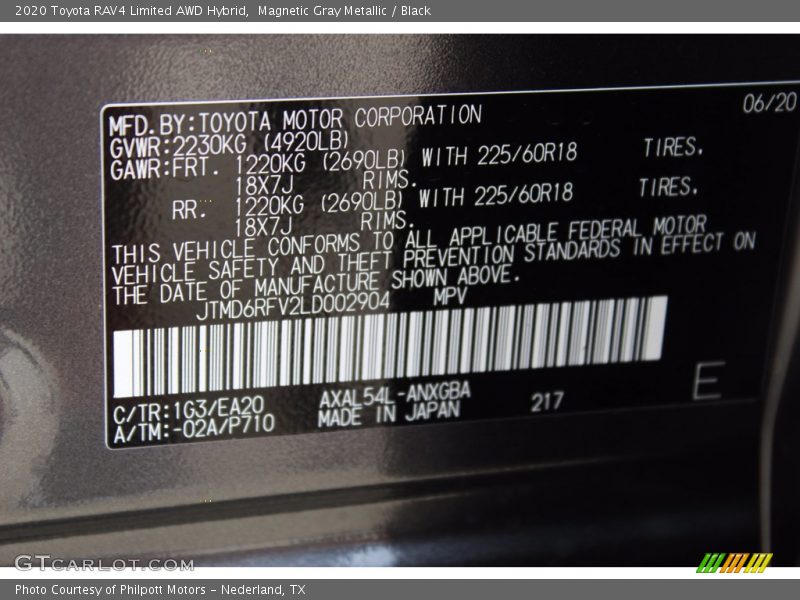 2020 Toyota RAV4 Limited AWD Hybrid, Magnetic Gray Metallic / Black
06/20
MFD.BY:TOYOTA MOTOR CORPORATION
GVWR:2230KG (4920LB)
GAWR:FRT. 1220KG (2690LB) WITH 225/60R18 TIRES.
18X7J RIMS.
RR. 1220KG (2690LB) WITH 225/60R18 TIRES.
18X7J RIMS.
THIS VEHICLE CONFORMS TO ALL APPLICABLE FEDERAL MOTOR
VEHICLE SAFETY AND THEFT PREVENTION STANDARDS IN EFFECT ON
THE DATE OF MANUFACTURE SHOWN ABOVE.
JTMD6RFV2LD002904 MPV
C/TR:1G3/EA20 AXAL54L-ANXGBA 217 E
A/TM:-02A/P710 MADE IN JAPAN
GTCARLOT.COM
Photo Courtesy of Philpott Motors - Nederland, TX